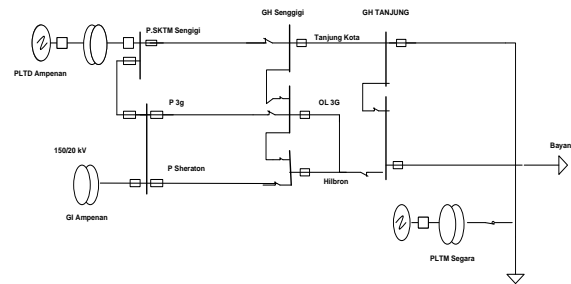 GH Senggigi
GH TANJUNG
P.SKTM Sengigi
Tanjung Kota
PLTD Ampenan
P 3g
OL 3G
150/20 kV
Bayan
P Sheraton
Hilbron
GI Ampenan
PLTM Segara